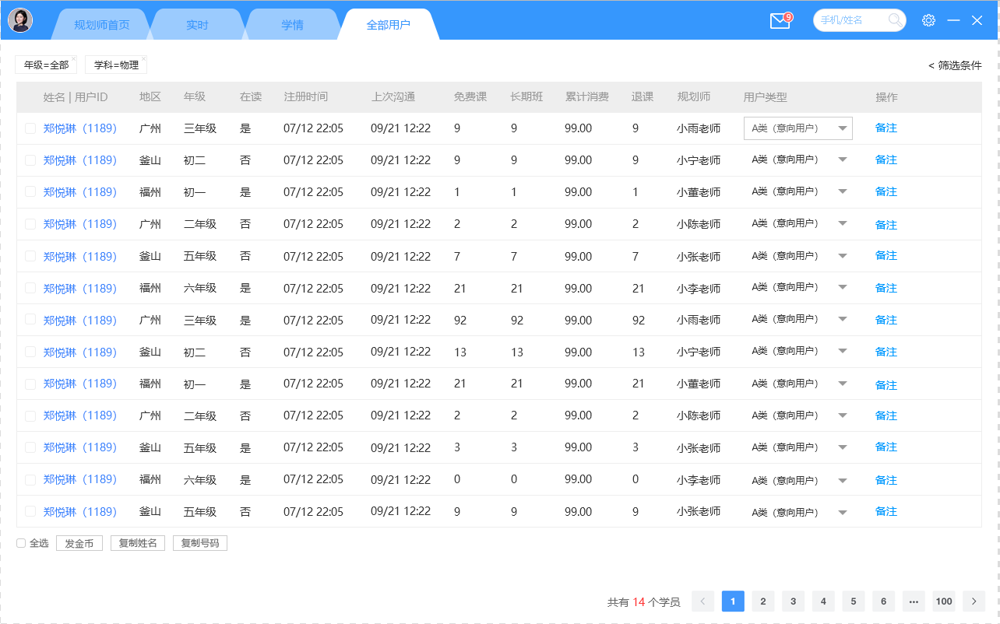 规划师首页 实时 学情 全部用户 9 手机/姓名
年级=全部 × 学科=物理 × < 筛选条件
姓名 | 用户ID 地区 年级 在读 注册时间 上次沟通 免费课 长期班 累计消费 退课 规划师 用户类型 操作
郑悦琳（1189） 广州 三年级 是 07/12 22:05 09/21 12:22 9 9 99.00 9 小雨老师 A类（意向用户） 备注
郑悦琳（1189） 釜山 初二 否 07/12 22:05 09/21 12:22 9 9 99.00 9 小宁老师 A类（意向用户） 备注
郑悦琳（1189） 福州 初一 是 07/12 22:05 09/21 12:22 1 1 99.00 1 小董老师 A类（意向用户） 备注
郑悦琳（1189） 广州 二年级 否 07/12 22:05 09/21 12:22 2 2 99.00 2 小陈老师 A类（意向用户） 备注
郑悦琳（1189） 釜山 五年级 否 07/12 22:05 09/21 12:22 7 7 99.00 7 小张老师 A类（意向用户） 备注
郑悦琳（1189） 福州 六年级 是 07/12 22:05 09/21 12:22 21 21 99.00 21 小李老师 A类（意向用户） 备注
郑悦琳（1189） 广州 三年级 是 07/12 22:05 09/21 12:22 92 92 99.00 92 小雨老师 A类（意向用户） 备注
郑悦琳（1189） 釜山 初二 否 07/12 22:05 09/21 12:22 13 13 99.00 13 小宁老师 A类（意向用户） 备注
郑悦琳（1189） 福州 初一 是 07/12 22:05 09/21 12:22 21 21 99.00 21 小董老师 A类（意向用户） 备注
郑悦琳（1189） 广州 二年级 否 07/12 22:05 09/21 12:22 2 2 99.00 2 小陈老师 A类（意向用户） 备注
郑悦琳（1189） 釜山 五年级 是 07/12 22:05 09/21 12:22 3 3 99.00 3 小张老师 A类（意向用户） 备注
郑悦琳（1189） 福州 六年级 是 07/12 22:05 09/21 12:22 0 0 99.00 0 小李老师 A类（意向用户） 备注
郑悦琳（1189） 釜山 五年级 否 07/12 22:05 09/21 12:22 9 9 99.00 9 小张老师 A类（意向用户） 备注
全选 发金币 复制姓名 复制号码
共有 14 个学员 < 1 2 3 4 5 6 ··· 100 >